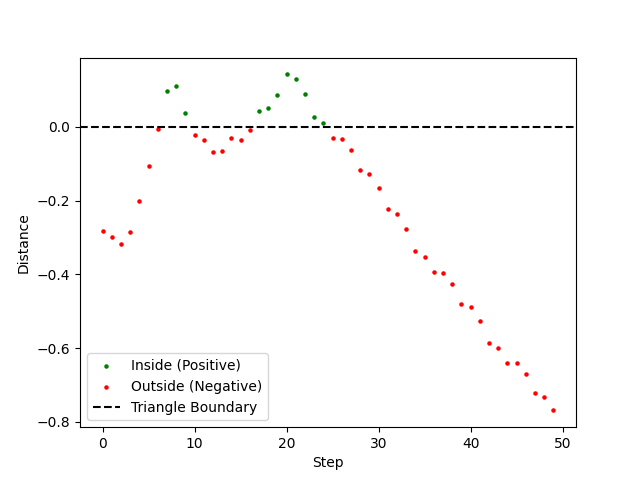 0.0
−0.2
−0.4
−0.6
−0.8
Distance
Inside (Positive)
Outside (Negative)
Triangle Boundary
0 10 20 30 40 50
Step